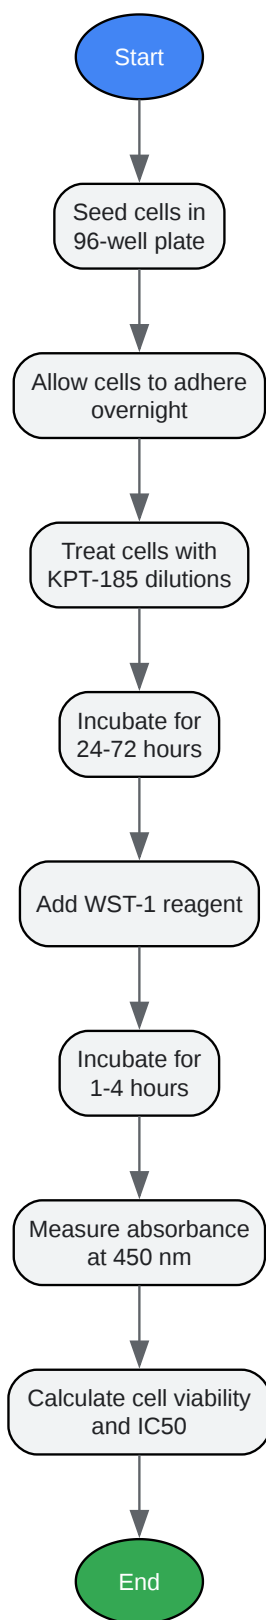 Start
Seed cells in
96-well plate
Allow cells to adhere
overnight
Treat cells with
KPT-185 dilutions
Incubate for
24-72 hours
Add WST-1 reagent
Incubate for
1-4 hours
Measure absorbance
at 450 nm
Calculate cell viability
and IC50
End